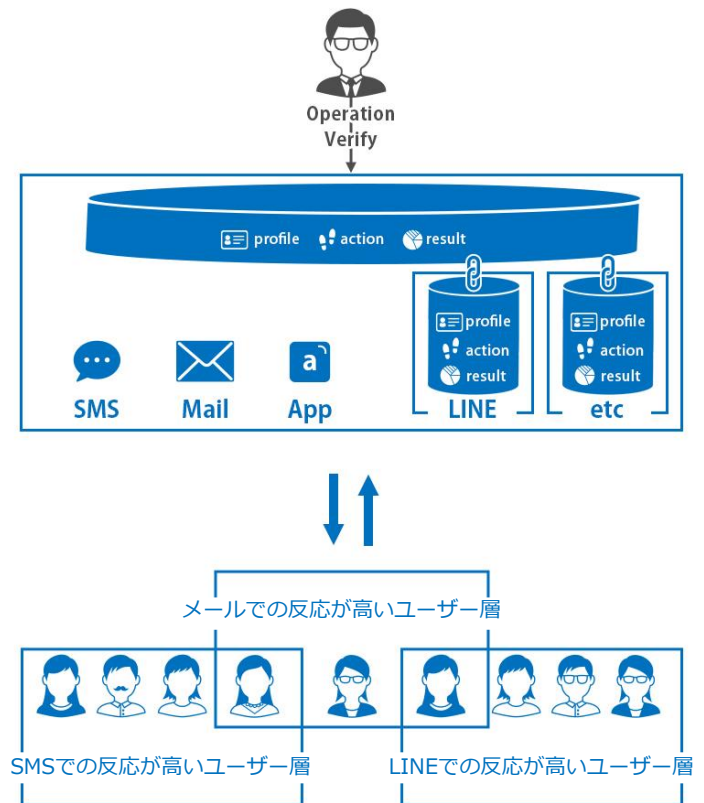 Operation
Verify
profile action result
profile
action
result
profile
action
result
a
SMS Mail App LINE etc
メールでの反応が高いユーザー層
SMSでの反応が高いユーザー層
LINEでの反応が高いユーザー層